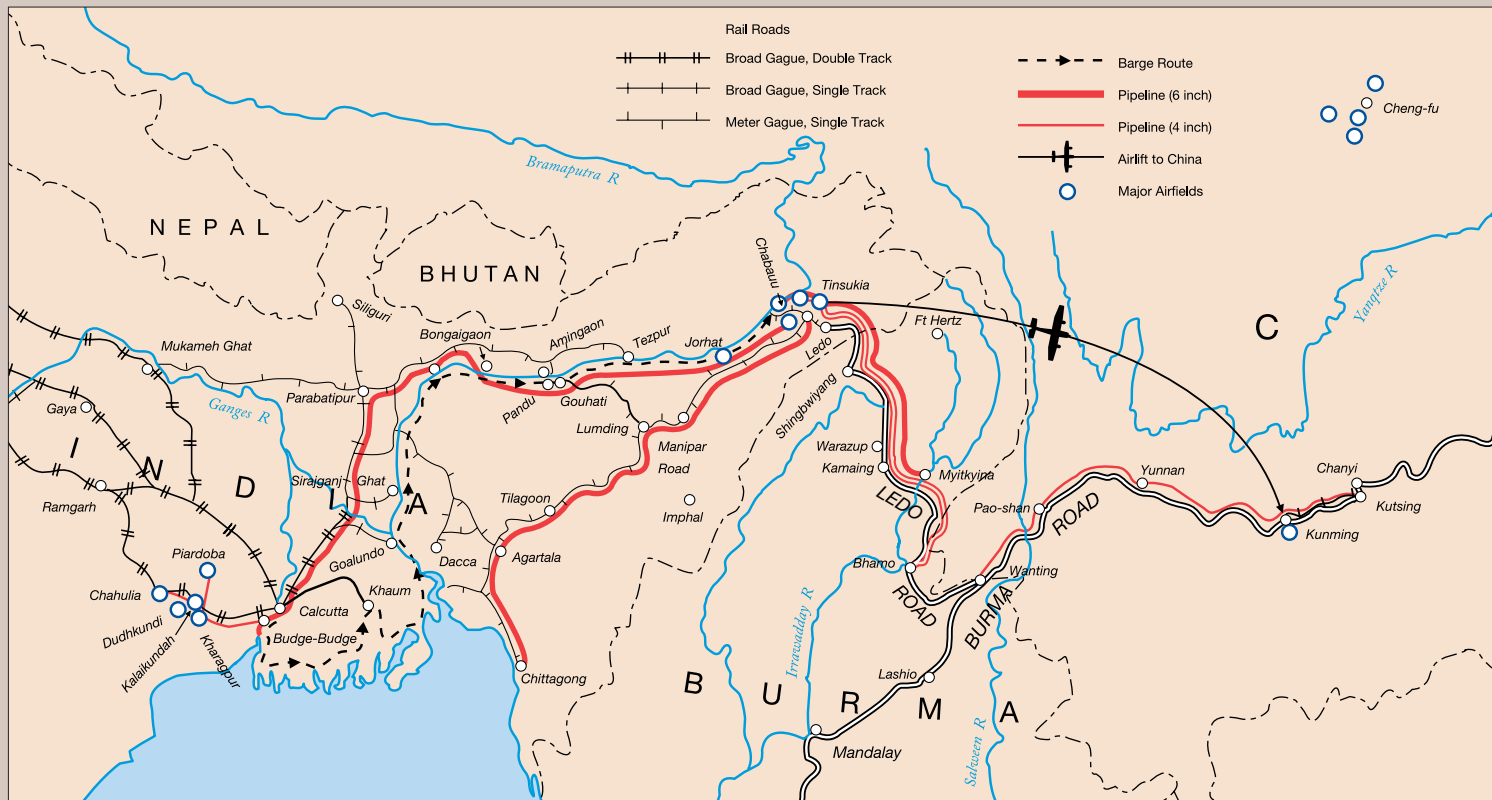 Rail Roads
Broad Gague, Double Track
Broad Gague, Single Track
Meter Gague, Single Track
Barge Route
Pipeline (6 inch)
Pipeline (4 inch)
Airlift to China
Major Airfields
Cheng-fu
Bramaputra R
NEPAL
BHUTAN
Chabauu
Tinsukia
Siliguri
Bongaigaon
Amingaon
Tezpur
Jorhat
Ledo
Ft Hertz
C
Yangtze R
Mukameh Ghat
Ganges R
Parabatipur
Gaya
Pandu
Gouhati
Lumding
Manipar
Road
Shingbwiyang
Warazup
Kamaing
Myitkyina
LEDO
ROAD
I N D I A
Ramgarh
Sirajganj Ghat
Tilagoon
Imphal
Pao-shan
Yunnan
Chanyi
Kutsing
Kunming
BURMA
ROAD
Piardoba
Chahulia
Dudhkundi
Kalaikundah
Kharagpur
Goalundo
Dacca
Agartala
Calcutta
Khaum
Budge-Budge
Chittagong
Bhamo
Wanting
Irrawadday R
Lashio
B U R M A
Salween R
Mandalay